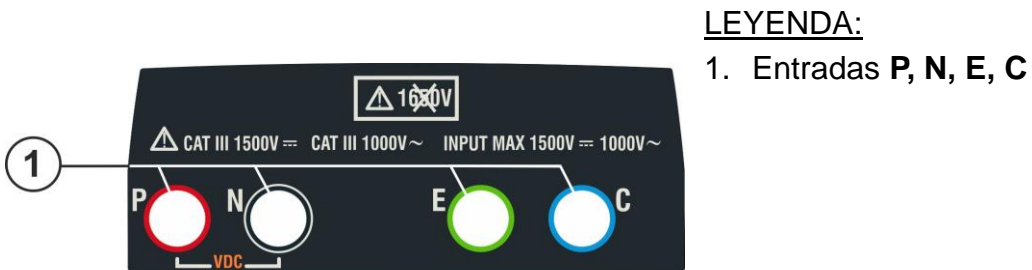 LEYENDA:
1. Entradas P, N, E, C
⚠ 1650V
⚠ CAT III 1500V ⎓ CAT III 1000V~ INPUT MAX 1500V ⎓ 1000V~
1
P N E C
VDC